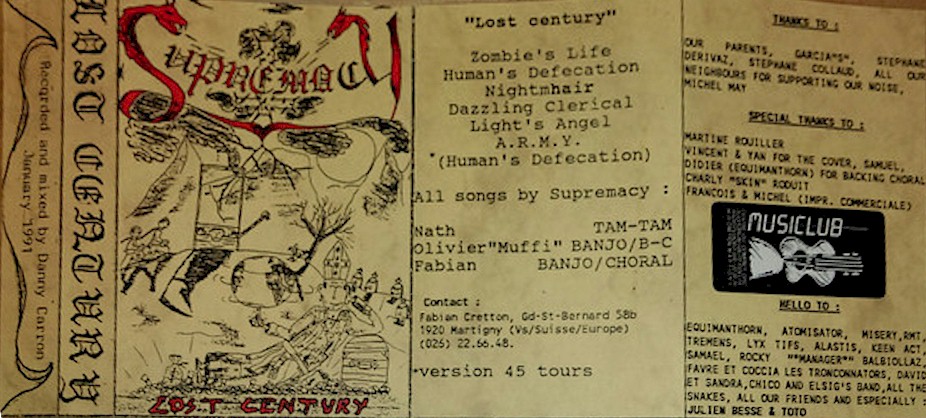 LOST CENTURY
Recorded and mixed by Danny Carron
January 1991
SUPREMACY
LOST CENTURY
"Lost century"
Zombie's Life
Human's Defecation
Nightmhair
Dazzling Clerical
Light's Angel
A.R.M.Y.
*(Human's Defecation)
All songs by Supremacy :
Nath TAM-TAM
Olivier"Muffi" BANJO/B-C
Fabian BANJO/CHORAL
Contact :
Fabian Cretton, Gd-St-Bernard 58b
1920 Martigny (Vs/Suisse/Europe)
(026) 22.66.48.
*version 45 tours
THANKS TO :
OUR PARENTS, GARCIA"S", STEPHANE
DERIVAZ, STEPHANE COLLAUD, ALL OUR
NEIGHBOURS FOR SUPPORTING OUR NOISE,
MICHEL MAY
SPECIAL THANKS TO :
MARTINE ROUILLER
VINCENT & YAN FOR THE COVER, SAMUEL,
DIDIER (EQUIMANTHORN) FOR BACKING CHORAL
CHARLY "SKIN" RODUIT
FRANCOIS & MICHEL (IMPR. COMMERCIALE)
MUSICLUB
HELLO TO :
EQUIMANTHORN, ATOMISATOR, MISERY,RMT,
TREMENS, LYX TIFS, ALASTIS, KEEN ACT,
SAMAEL, ROCKY ""MANAGER"" BALBIOLLAZ,
FAVRE ET COCCIA LES TRONCONNATORS, DAVID
ET SANDRA,CHICO AND ELSIG'S BAND,ALL THE
SNAKES, ALL OUR FRIENDS AND ESPECIALLY :
JULIEN BESSE & TOTO